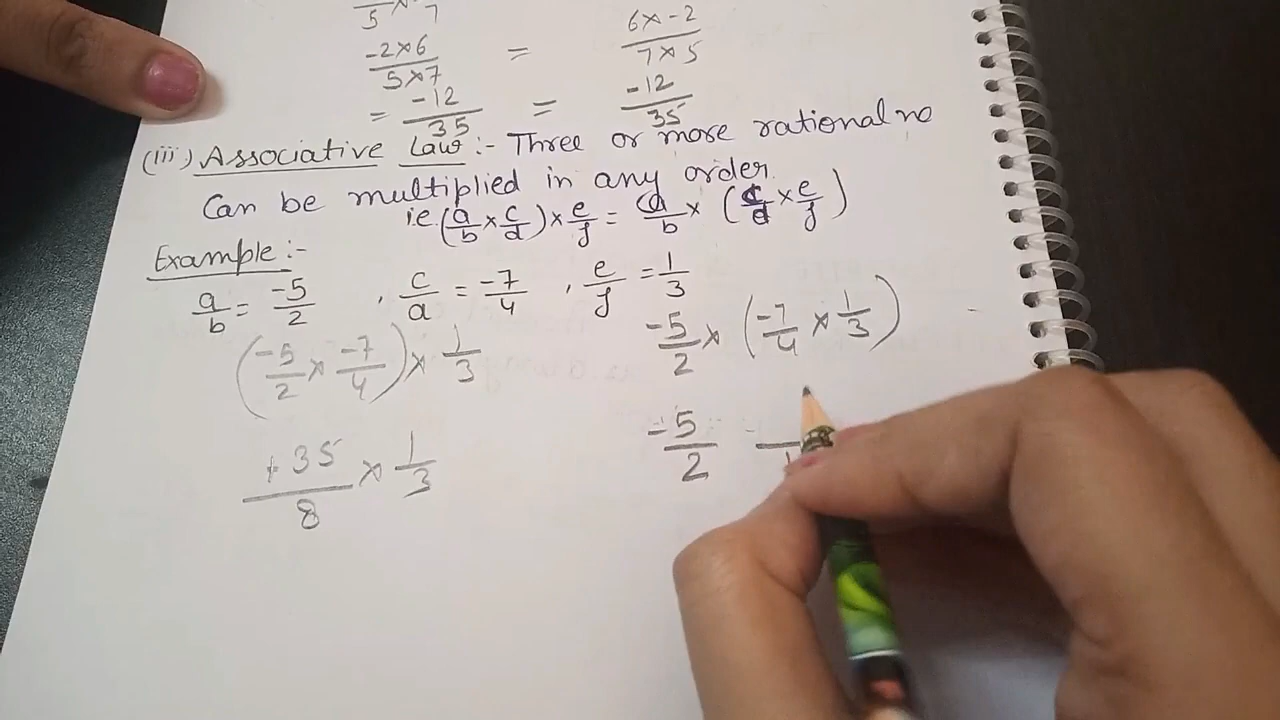 5 × 7
-2×6/5×7 = 6×-2/7×5
= -12/35 = -12/35
(iii) Associative Law :- Three or more rational no
Can be multiplied in any order.
i.e. (a/b × c/d) × e/f = (a/b × (c/d × e/f)
Example :-
a/b = -5/2 , c/d = -7/4 , e/f = 1/3
(-5/2 × -7/4) × 1/3 -5/2 × (-7/4 × 1/3)
+35/8 × 1/3 -5/2